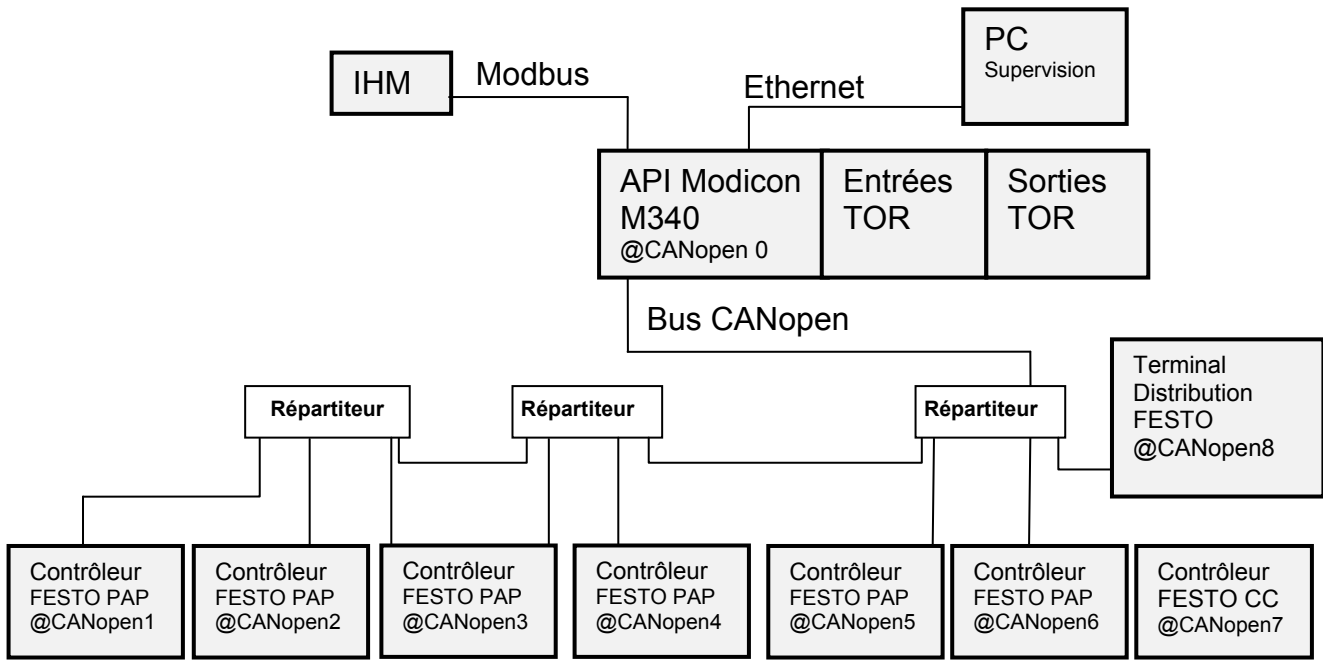 PC
Supervision
IHM
Modbus
Ethernet
API Modicon
M340
@CANopen 0
Entrées
TOR
Sorties
TOR
Bus CANopen
Terminal
Distribution
FESTO
@CANopen8
Répartiteur
Répartiteur
Répartiteur
Contrôleur
FESTO PAP
@CANopen1
Contrôleur
FESTO PAP
@CANopen2
Contrôleur
FESTO PAP
@CANopen3
Contrôleur
FESTO PAP
@CANopen4
Contrôleur
FESTO PAP
@CANopen5
Contrôleur
FESTO PAP
@CANopen6
Contrôleur
FESTO CC
@CANopen7